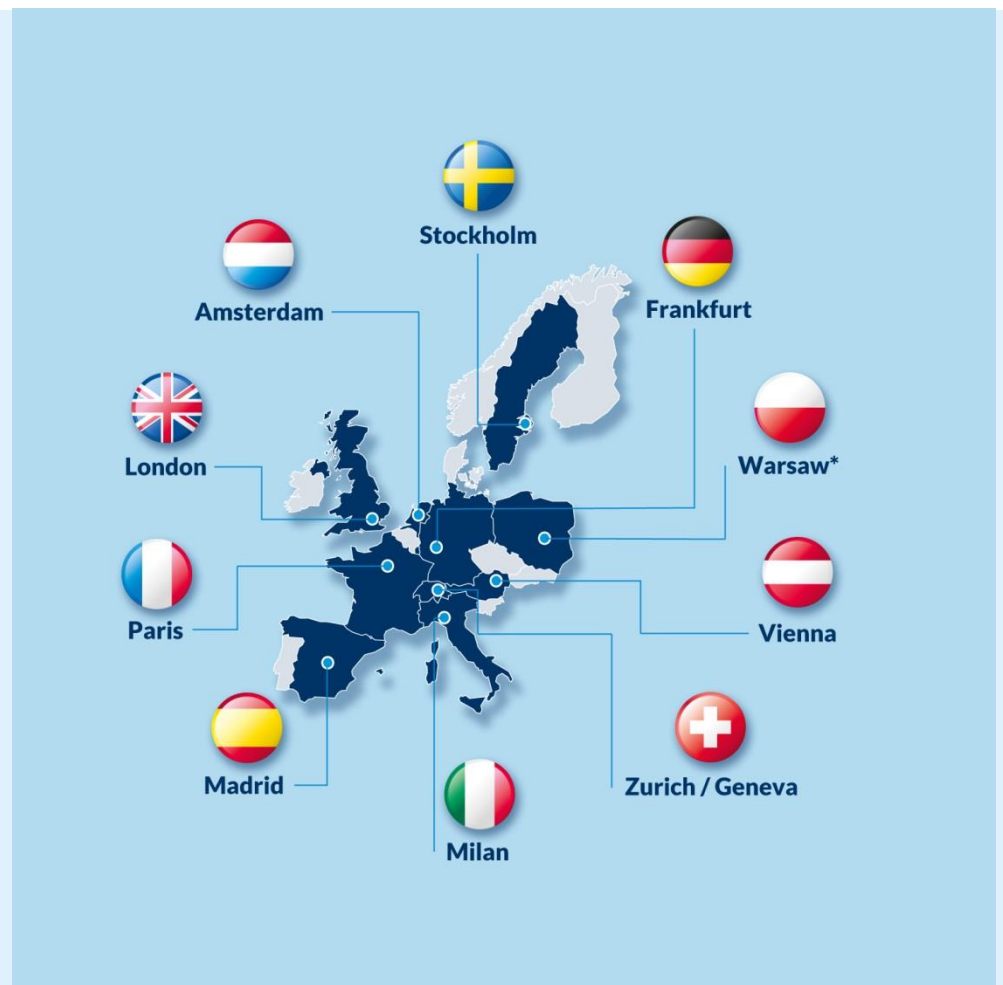 Stockholm
Amsterdam
Frankfurt
London
Warsaw*
Paris
Vienna
Madrid
Zurich / Geneva
Milan